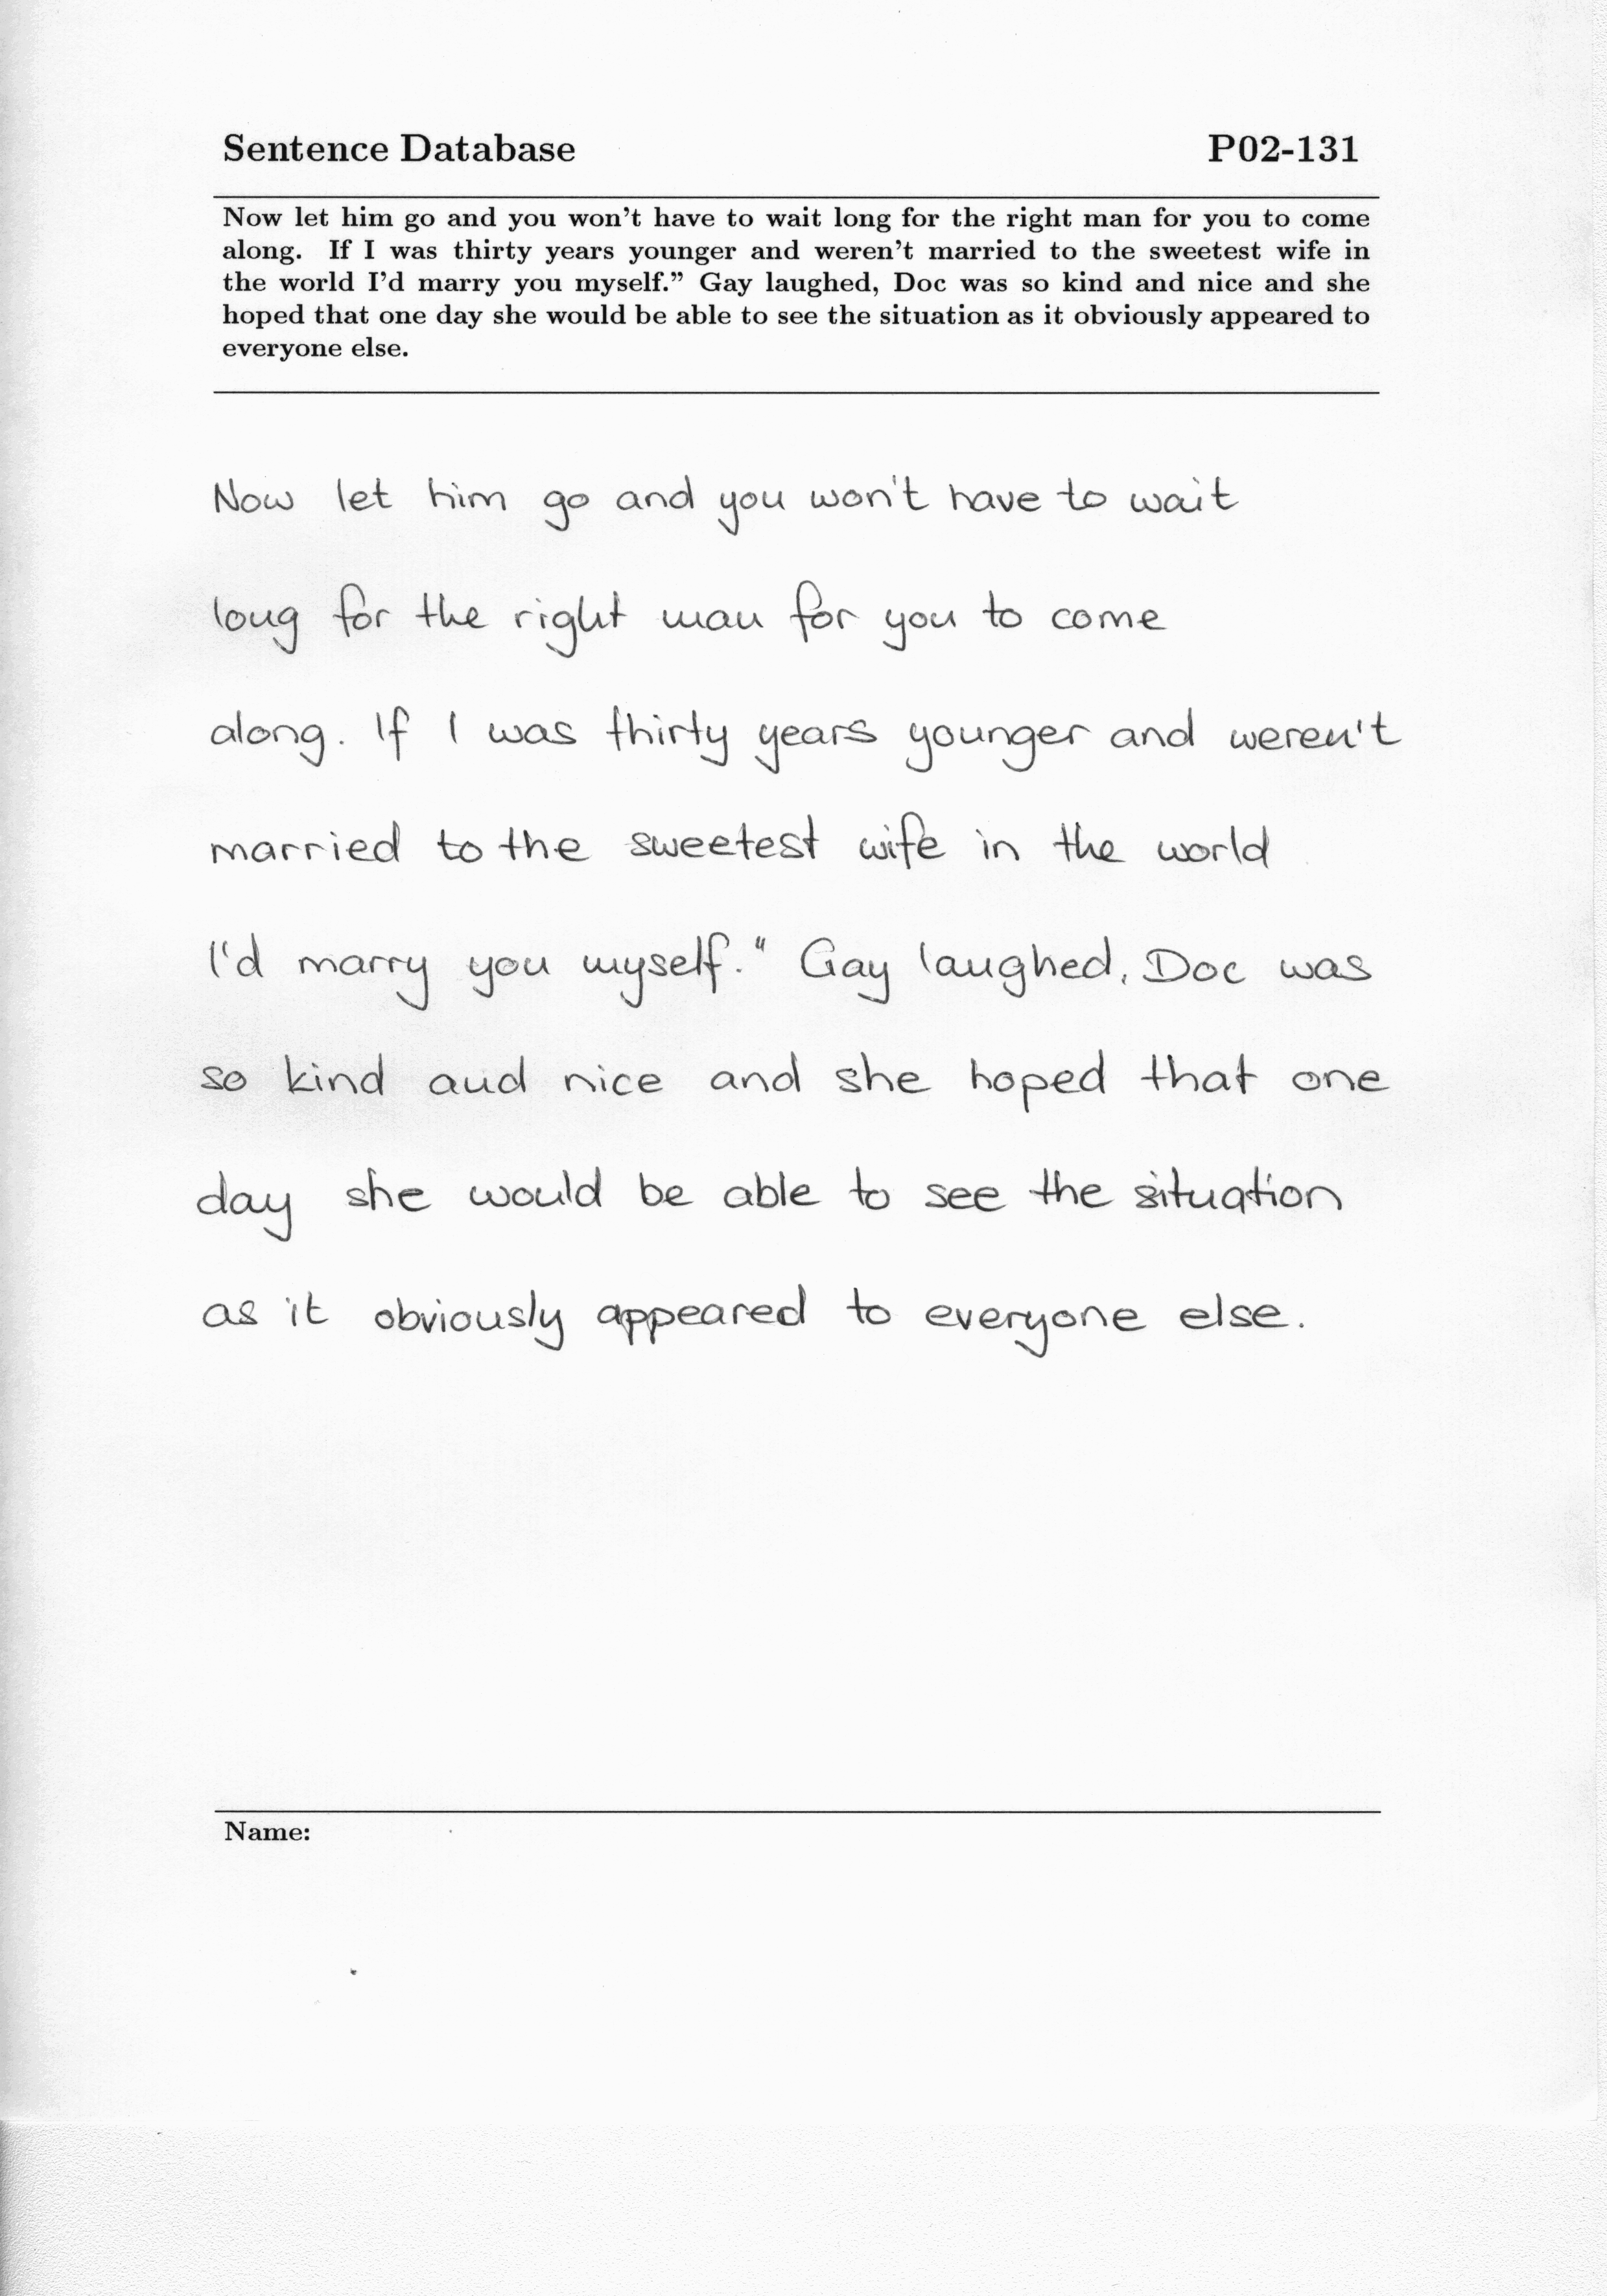 Sentence Database P02-131
Now let him go and you won't have to wait long for the right man for you to come
along. If I was thirty years younger and weren't married to the sweetest wife in
the world I'd marry you myself.” Gay laughed, Doc was so kind and nice and she
hoped that one day she would be able to see the situation as it obviously appeared to
everyone else.
Now let him go and you won't have to wait
long for the right man for you to come
along. If I was thirty years younger and weren't
married to the sweetest wife in the world
I'd marry you myself." Gay laughed, Doc was
so kind and nice and she hoped that one
day she would be able to see the situation
as it obviously appeared to everyone else.
Name: